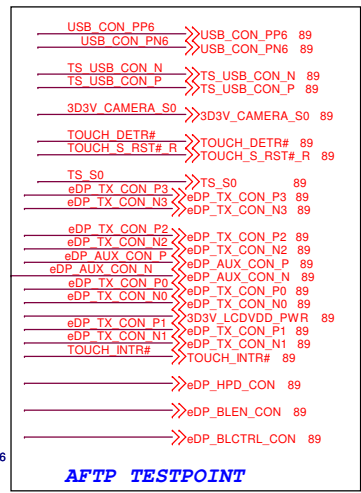 USB_CON_PP6 USB_CON_PP6 89
USB_CON_PN6 USB_CON_PN6 89
TS_USB_CON_N TS_USB_CON_N 89
TS_USB_CON_P TS_USB_CON_P 89
3D3V_CAMERA_S0 3D3V_CAMERA_S0 89
TOUCH_DETR# TOUCH_DETR# 89
TOUCH_S_RST#_R TOUCH_S_RST#_R 89
TS_S0 TS_S0 89
eDP_TX_CON_P3 eDP_TX_CON_P3 89
eDP_TX_CON_N3 eDP_TX_CON_N3 89
eDP_TX_CON_P2 eDP_TX_CON_P2 89
eDP_TX_CON_N2 eDP_TX_CON_N2 89
eDP_AUX_CON_P eDP_AUX_CON_P 89
eDP_AUX_CON_N eDP_AUX_CON_N 89
eDP_TX_CON_P0 eDP_TX_CON_P0 89
eDP_TX_CON_N0 eDP_TX_CON_N0 89
3D3V_LCDVDD_PWR 89
eDP_TX_CON_P1 eDP_TX_CON_P1 89
eDP_TX_CON_N1 eDP_TX_CON_N1 89
TOUCH_INTR# TOUCH_INTR# 89
eDP_HPD_CON 89
eDP_BLEN_CON 89
eDP_BLCTRL_CON 89
6
AFTP TESTPOINT